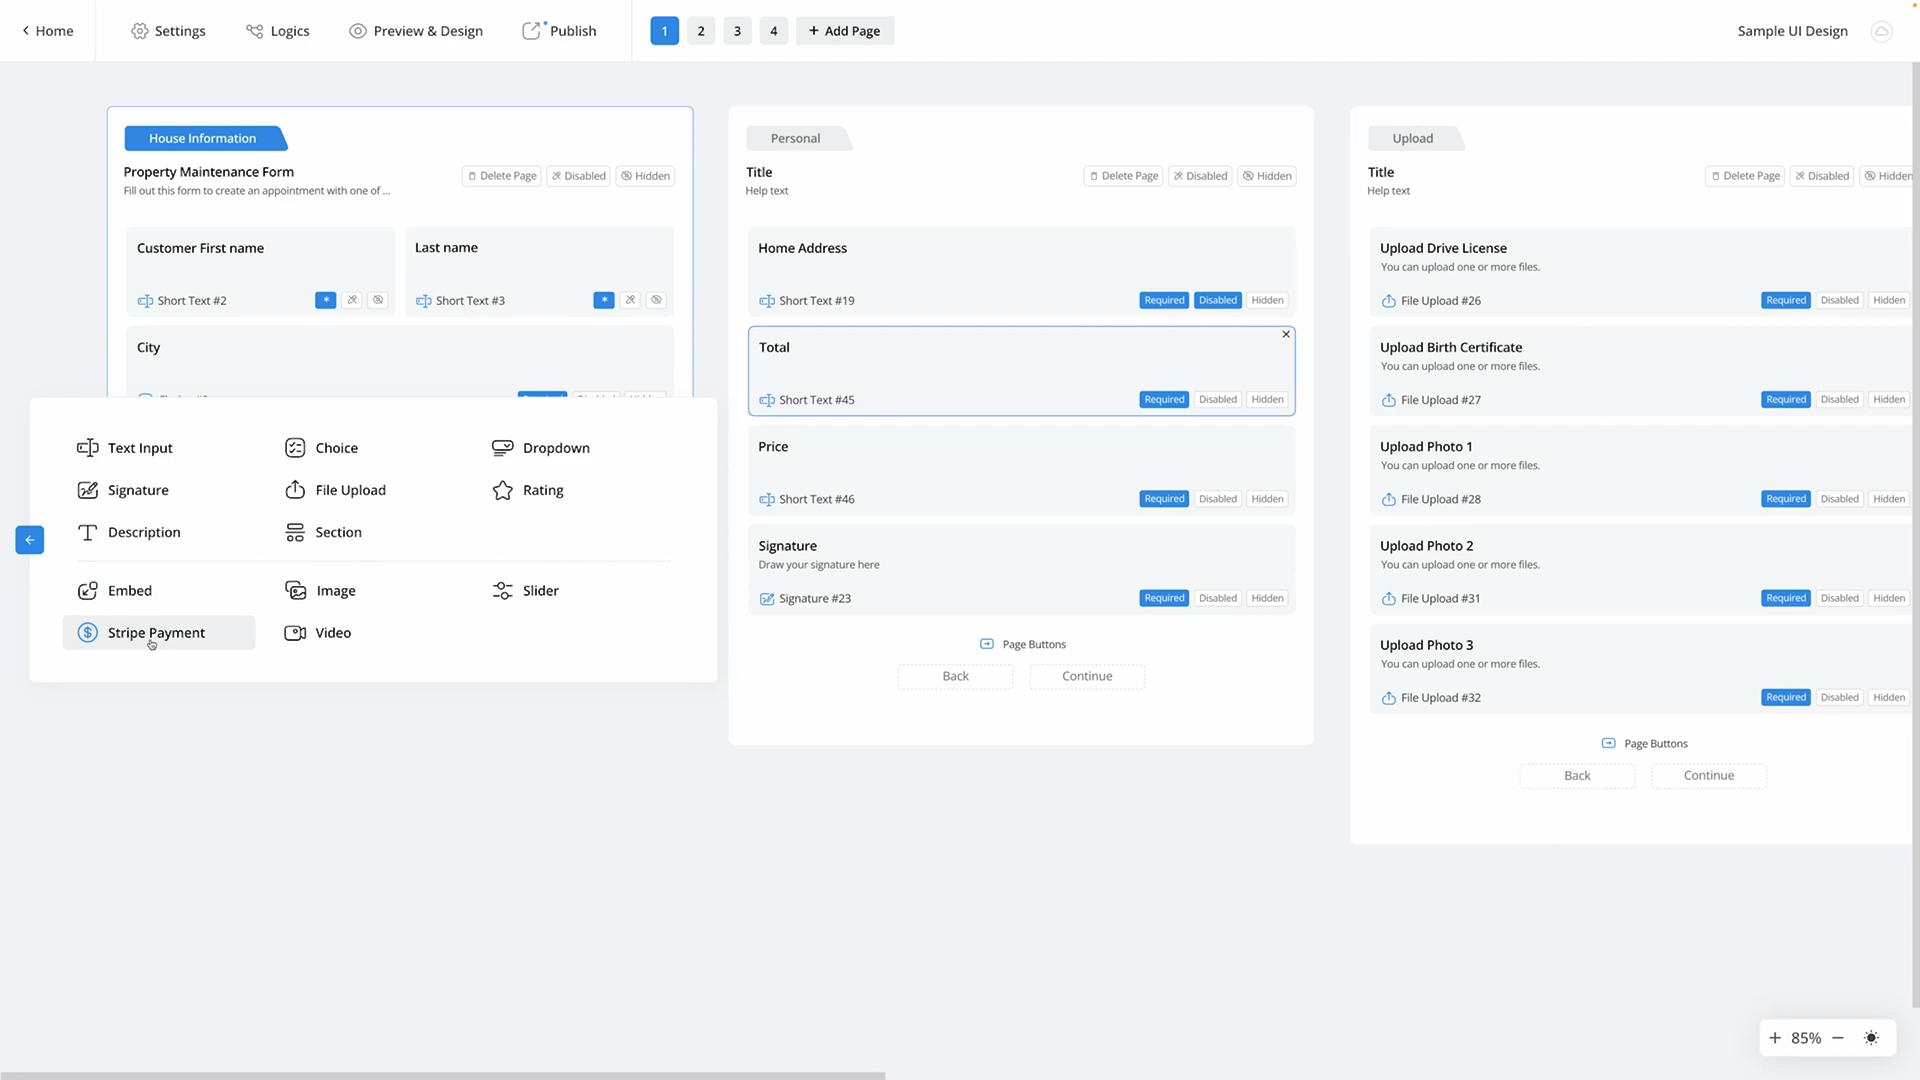 Home
Settings
Logics
Preview & Design
Publish
1
2
3
4
+ Add Page
Sample UI Design
House Information
Property Maintenance Form
Fill out this form to create an appointment with one of ...
Delete Page
Disabled
Hidden
Customer First name
Short Text #2
*
Last name
Short Text #3
*
City
Text Input
Choice
Dropdown
Signature
File Upload
Rating
Description
Section
Embed
Image
Slider
Stripe Payment
Video
Personal
Title
Help text
Delete Page
Disabled
Hidden
Home Address
Short Text #19
Required
Disabled
Hidden
Total
Short Text #45
Required
Disabled
Hidden
Price
Short Text #46
Required
Disabled
Hidden
Signature
Draw your signature here
Signature #23
Required
Disabled
Hidden
Page Buttons
Back
Continue
Upload
Title
Help text
Delete Page
Disabled
Hidden
Upload Drive License
You can upload one or more files.
File Upload #26
Required
Disabled
Hidden
Upload Birth Certificate
You can upload one or more files.
File Upload #27
Required
Disabled
Hidden
Upload Photo 1
You can upload one or more files.
File Upload #28
Required
Disabled
Hidden
Upload Photo 2
You can upload one or more files.
File Upload #31
Required
Disabled
Hidden
Upload Photo 3
You can upload one or more files.
File Upload #32
Required
Disabled
Hidden
Page Buttons
Back
Continue
+ 85% −